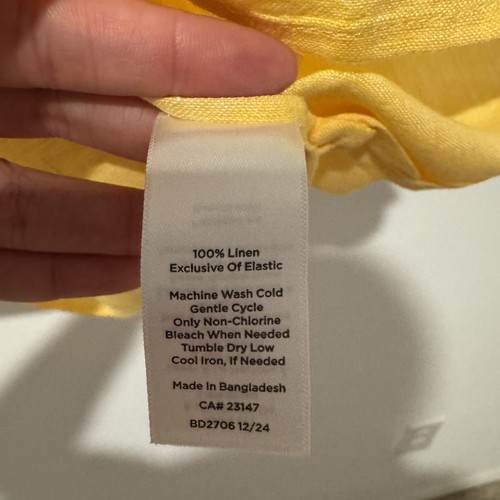 100% Linen
Exclusive Of Elastic
Machine Wash Cold
Gentle Cycle
Only Non-Chlorine
Bleach When Needed
Tumble Dry Low
Cool Iron, If Needed
Made In Bangladesh
CA# 23147
BD2706 12/24